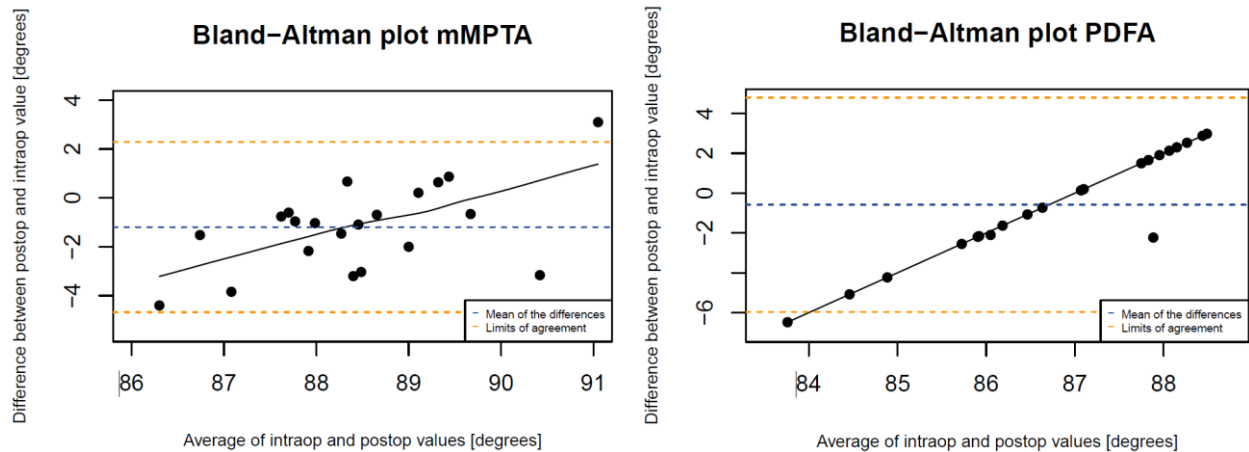 Bland−Altman plot mMPTA
Difference between postop and intraop value [degrees]
4
2
0
−2
−4
Mean of the differences
Limits of agreement
86 87 88 89 90 91
Average of intraop and postop values [degrees]
Bland−Altman plot PDFA
Difference between postop and intraop value [degrees]
4
2
0
−2
−6
Mean of the differences
Limits of agreement
84 85 86 87 88
Average of intraop and postop values [degrees]